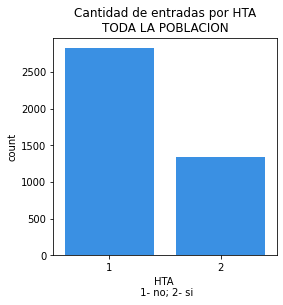 Cantidad de entradas por HTA
TODA LA POBLACION
2500
2000
1500
1000
500
0
count
1
2
HTA
1- no; 2- si